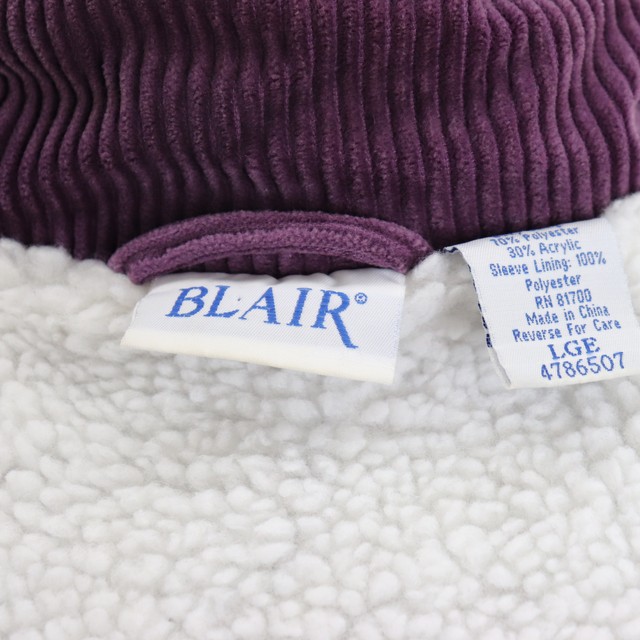 BLAIR®
70% Polyester
30% Acrylic
Sleeve Lining: 100%
Polyester
RN 81700
Made in China
Reverse For Care
LGE
4786507